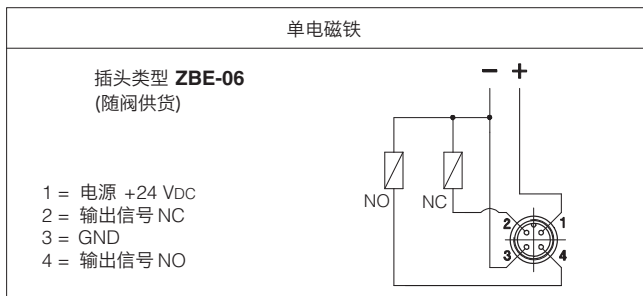 单电磁铁
插头类型 ZBE-06
(随阀供货)
1 = 电源 +24 VDC
2 = 输出信号 NC
3 = GND
4 = 输出信号 NO
− +
NO NC
2 1
3 4